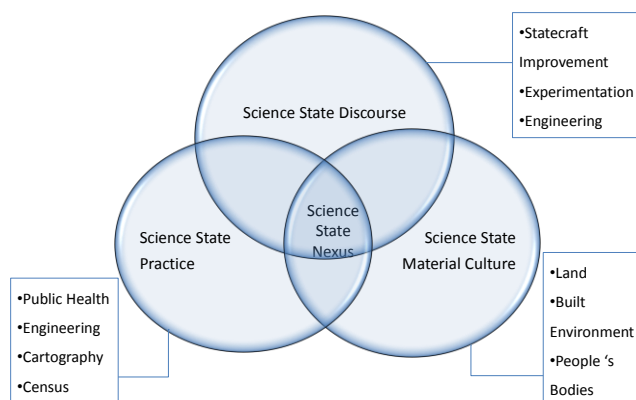 •Statecraft
Improvement
•Experimentation
•Engineering
Science State Discourse
Science
State
Nexus
Science State
Practice
Science State
Material Culture
•Public Health
•Engineering
•Cartography
•Census
•Land
•Built
Environment
•People ‘s
Bodies